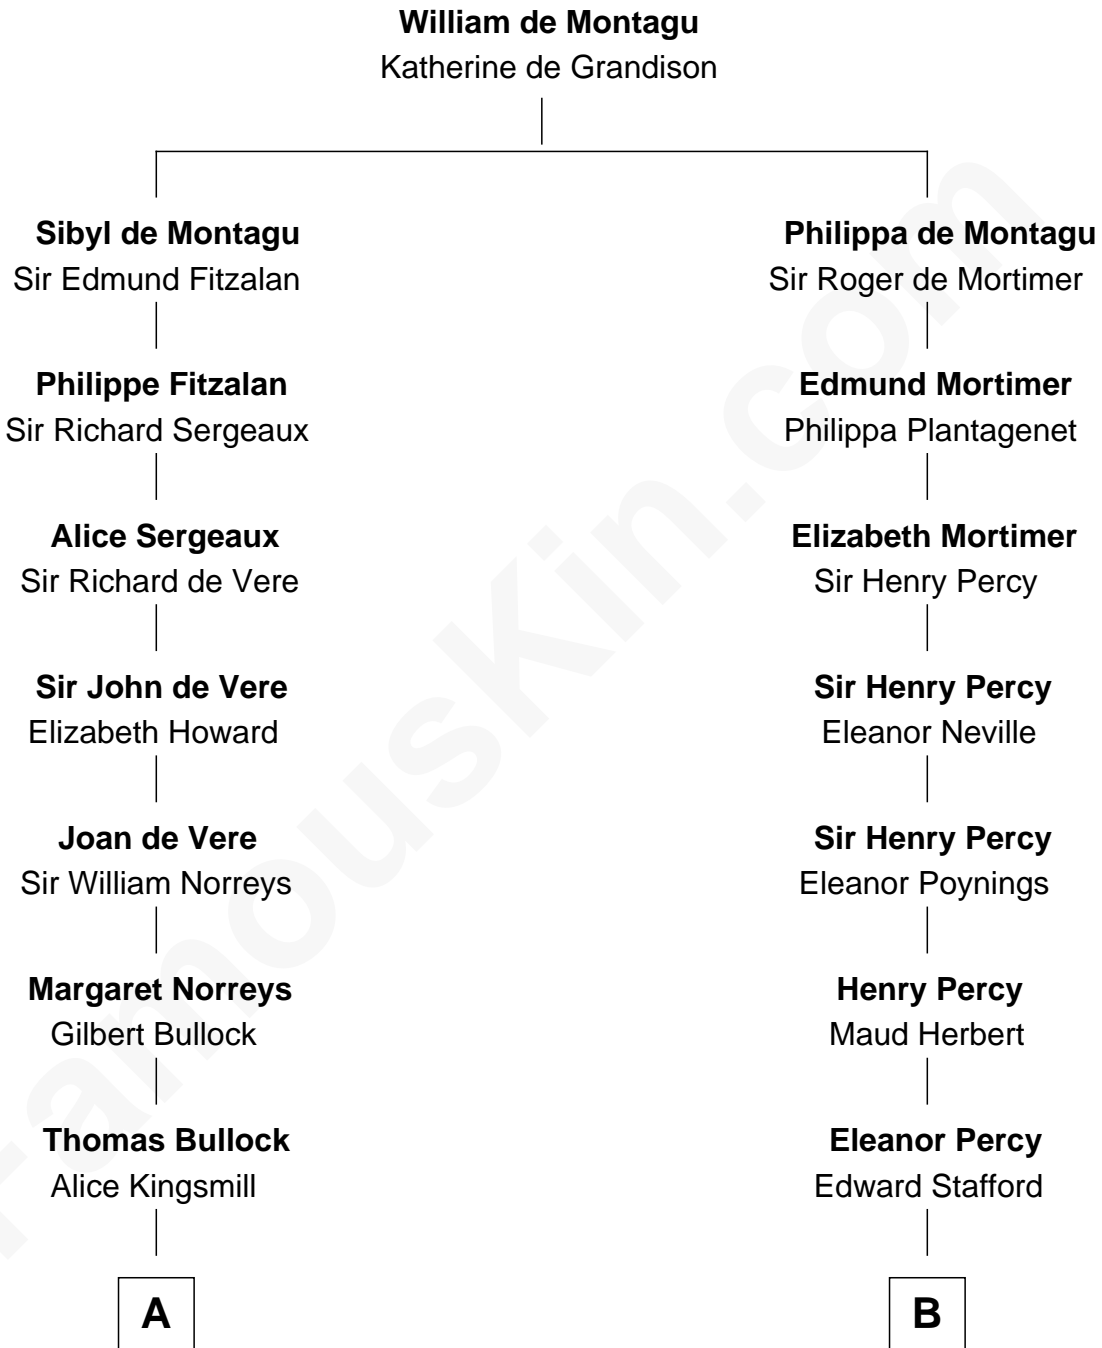 William de Montagu
Katherine de Grandison
Sibyl de Montagu
Sir Edmund Fitzalan
Philippa de Montagu
Sir Roger de Mortimer
Philippe Fitzalan
Sir Richard Sergeaux
Edmund Mortimer
Philippa Plantagenet
Alice Sergeaux
Sir Richard de Vere
Elizabeth Mortimer
Sir Henry Percy
Sir John de Vere
Elizabeth Howard
Sir Henry Percy
Eleanor Neville
Joan de Vere
Sir William Norreys
Sir Henry Percy
Eleanor Poynings
Margaret Norreys
Gilbert Bullock
Henry Percy
Maud Herbert
Thomas Bullock
Alice Kingsmill
Eleanor Percy
Edward Stafford
A
B
FamousKin.com